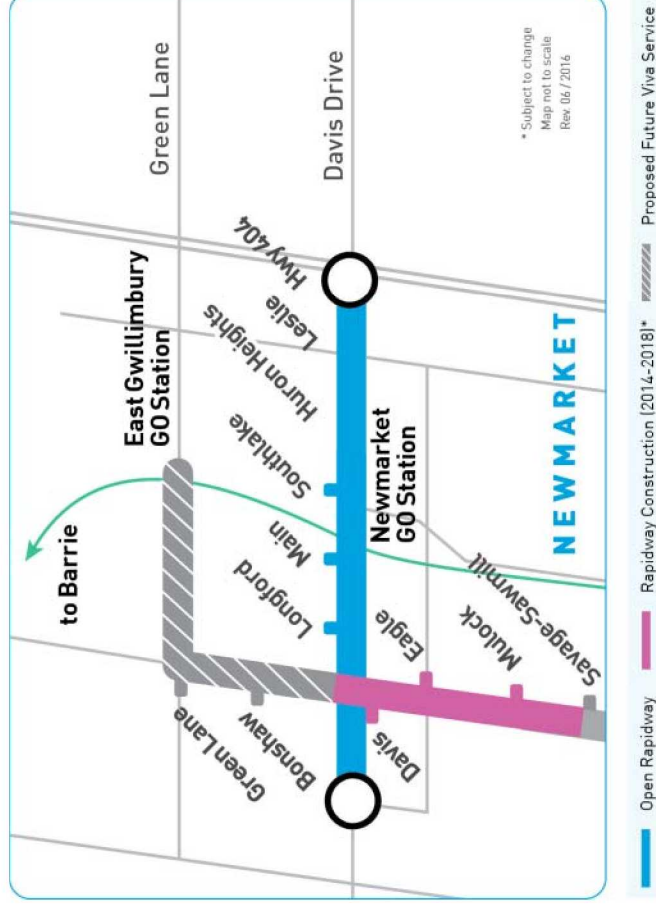 Green Lane
Davis Drive
* Subject to change
Map not to scale
Rev. 06 / 2016
to Barrie
East Gwillimbury
GO Station
Green Lane
Bonshaw
Longford
Main
Southlake
Huron Heights
Leslie
Hwy 404
Newmarket
GO Station
Davis
Eagle
Mulock
Savage-Sawmill
NEWMARKET
Open Rapidway
Rapidway Construction (2014-2018)*
Proposed Future Viva Service